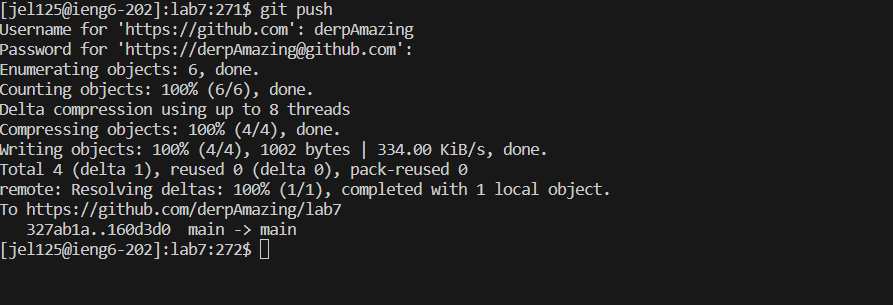 [jel125@ieng6-202]:lab7:271$ git push
Username for 'https://github.com': derpAmazing
Password for 'https://derpAmazing@github.com':
Enumerating objects: 6, done.
Counting objects: 100% (6/6), done.
Delta compression using up to 8 threads
Compressing objects: 100% (4/4), done.
Writing objects: 100% (4/4), 1002 bytes | 334.00 KiB/s, done.
Total 4 (delta 1), reused 0 (delta 0), pack-reused 0
remote: Resolving deltas: 100% (1/1), completed with 1 local object.
To https://github.com/derpAmazing/lab7
   327ab1a..160d3d0  main -> main
[jel125@ieng6-202]:lab7:272$